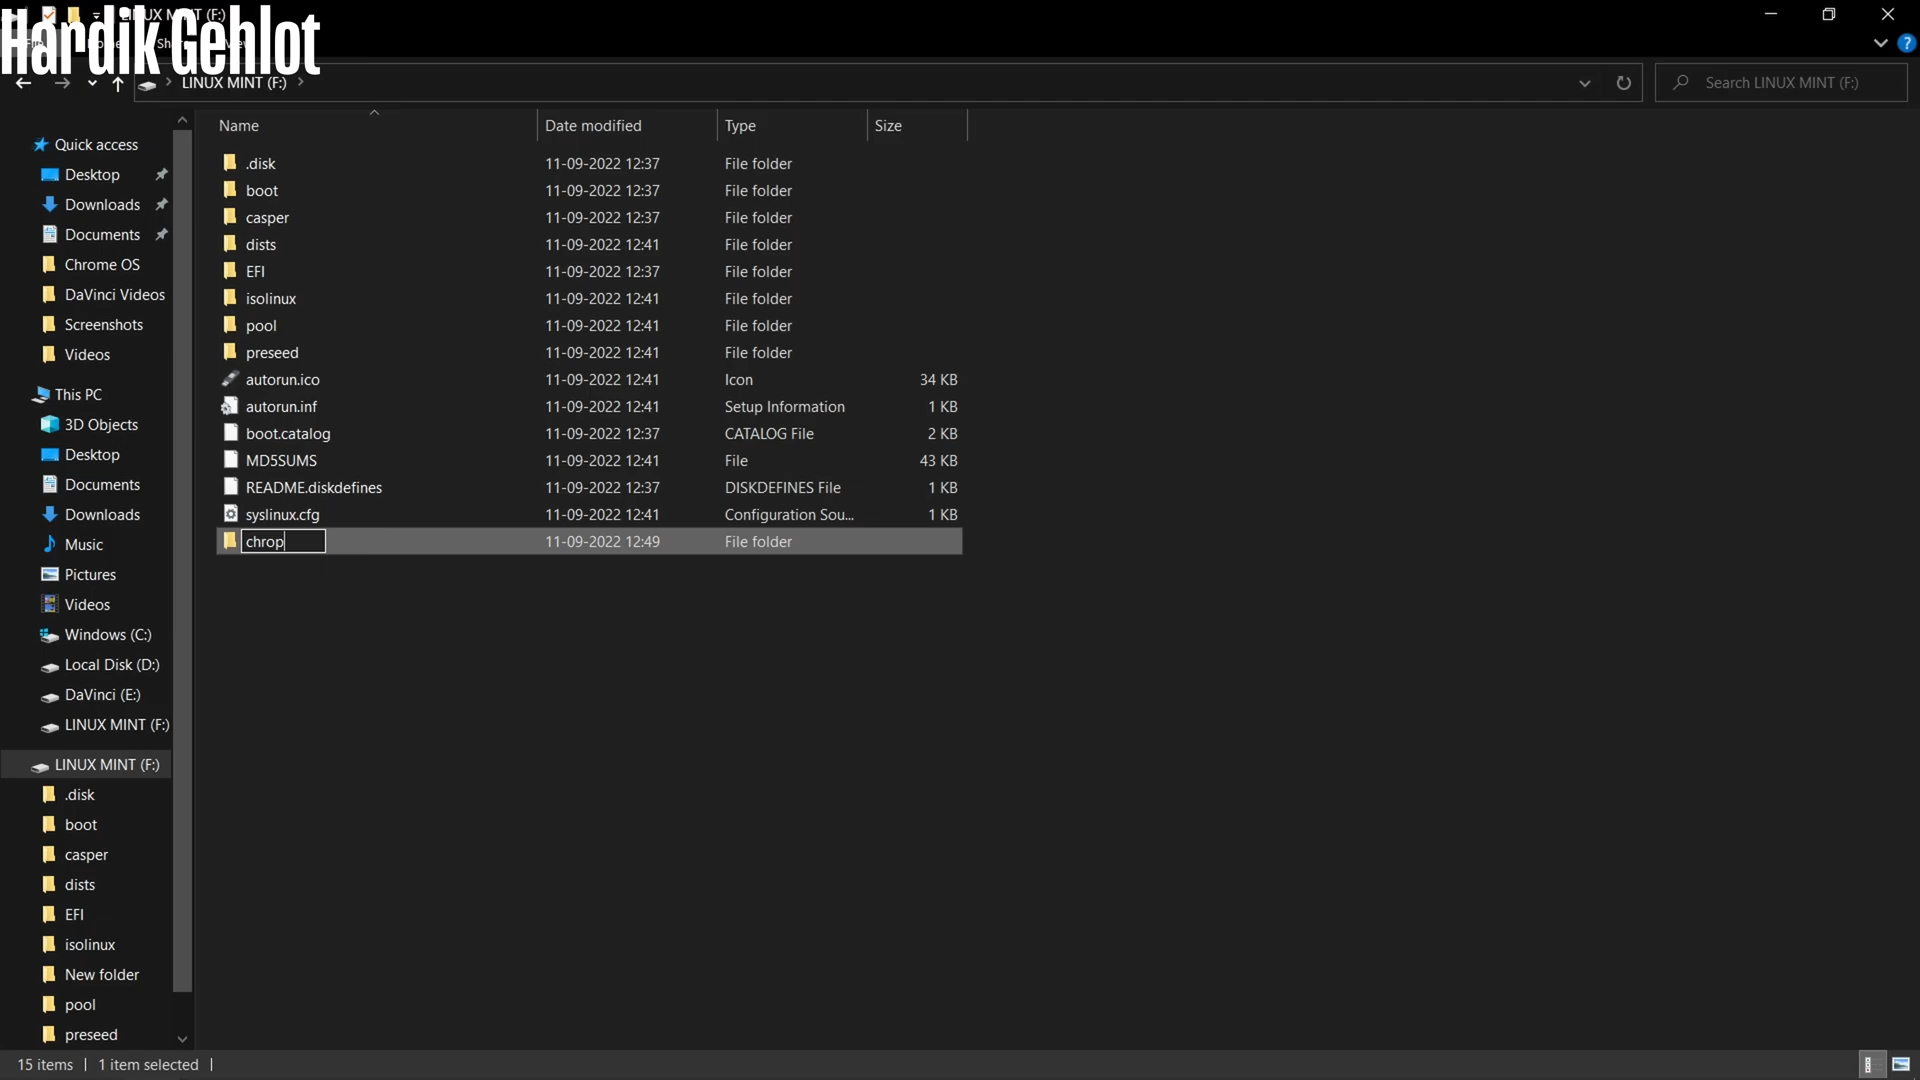 LINUX MINT (F:)
Hardik Gehlot
File Home Share View
LINUX MINT (F:)
Search LINUX MINT (F:)
Name Date modified Type Size
.disk 11-09-2022 12:37 File folder
boot 11-09-2022 12:37 File folder
casper 11-09-2022 12:37 File folder
dists 11-09-2022 12:41 File folder
EFI 11-09-2022 12:37 File folder
isolinux 11-09-2022 12:41 File folder
pool 11-09-2022 12:41 File folder
preseed 11-09-2022 12:41 File folder
autorun.ico 11-09-2022 12:41 Icon 34 KB
autorun.inf 11-09-2022 12:41 Setup Information 1 KB
boot.catalog 11-09-2022 12:37 CATALOG File 2 KB
MD5SUMS 11-09-2022 12:41 File 43 KB
README.diskdefines 11-09-2022 12:37 DISKDEFINES File 1 KB
syslinux.cfg 11-09-2022 12:41 Configuration Sou... 1 KB
chrop 11-09-2022 12:49 File folder
Quick access
Desktop
Downloads
Documents
Chrome OS
DaVinci Videos
Screenshots
Videos
This PC
3D Objects
Desktop
Documents
Downloads
Music
Pictures
Videos
Windows (C:)
Local Disk (D:)
DaVinci (E:)
LINUX MINT (F:)
LINUX MINT (F:)
.disk
boot
casper
dists
EFI
isolinux
New folder
pool
preseed
15 items 1 item selected